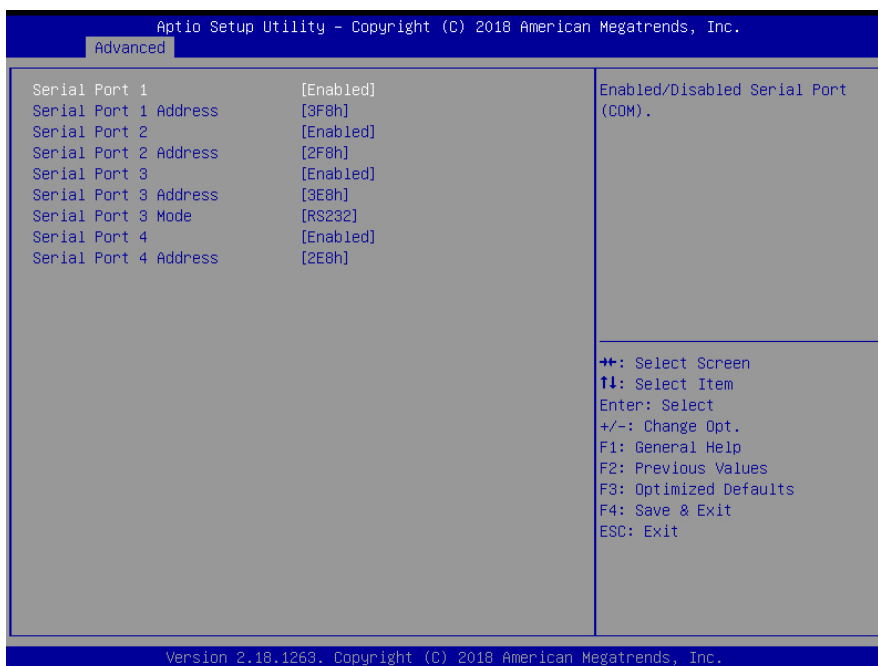 Aptio Setup Utility – Copyright (C) 2018 American Megatrends, Inc.
Advanced
Serial Port 1 [Enabled]
Serial Port 1 Address [3F8h]
Serial Port 2 [Enabled]
Serial Port 2 Address [2F8h]
Serial Port 3 [Enabled]
Serial Port 3 Address [3E8h]
Serial Port 3 Mode [RS232]
Serial Port 4 [Enabled]
Serial Port 4 Address [2E8h]
Enabled/Disabled Serial Port
(COM).
→←: Select Screen
↑↓: Select Item
Enter: Select
+/-: Change Opt.
F1: General Help
F2: Previous Values
F3: Optimized Defaults
F4: Save & Exit
ESC: Exit
Version 2.18.1263. Copyright (C) 2018 American Megatrends, Inc.